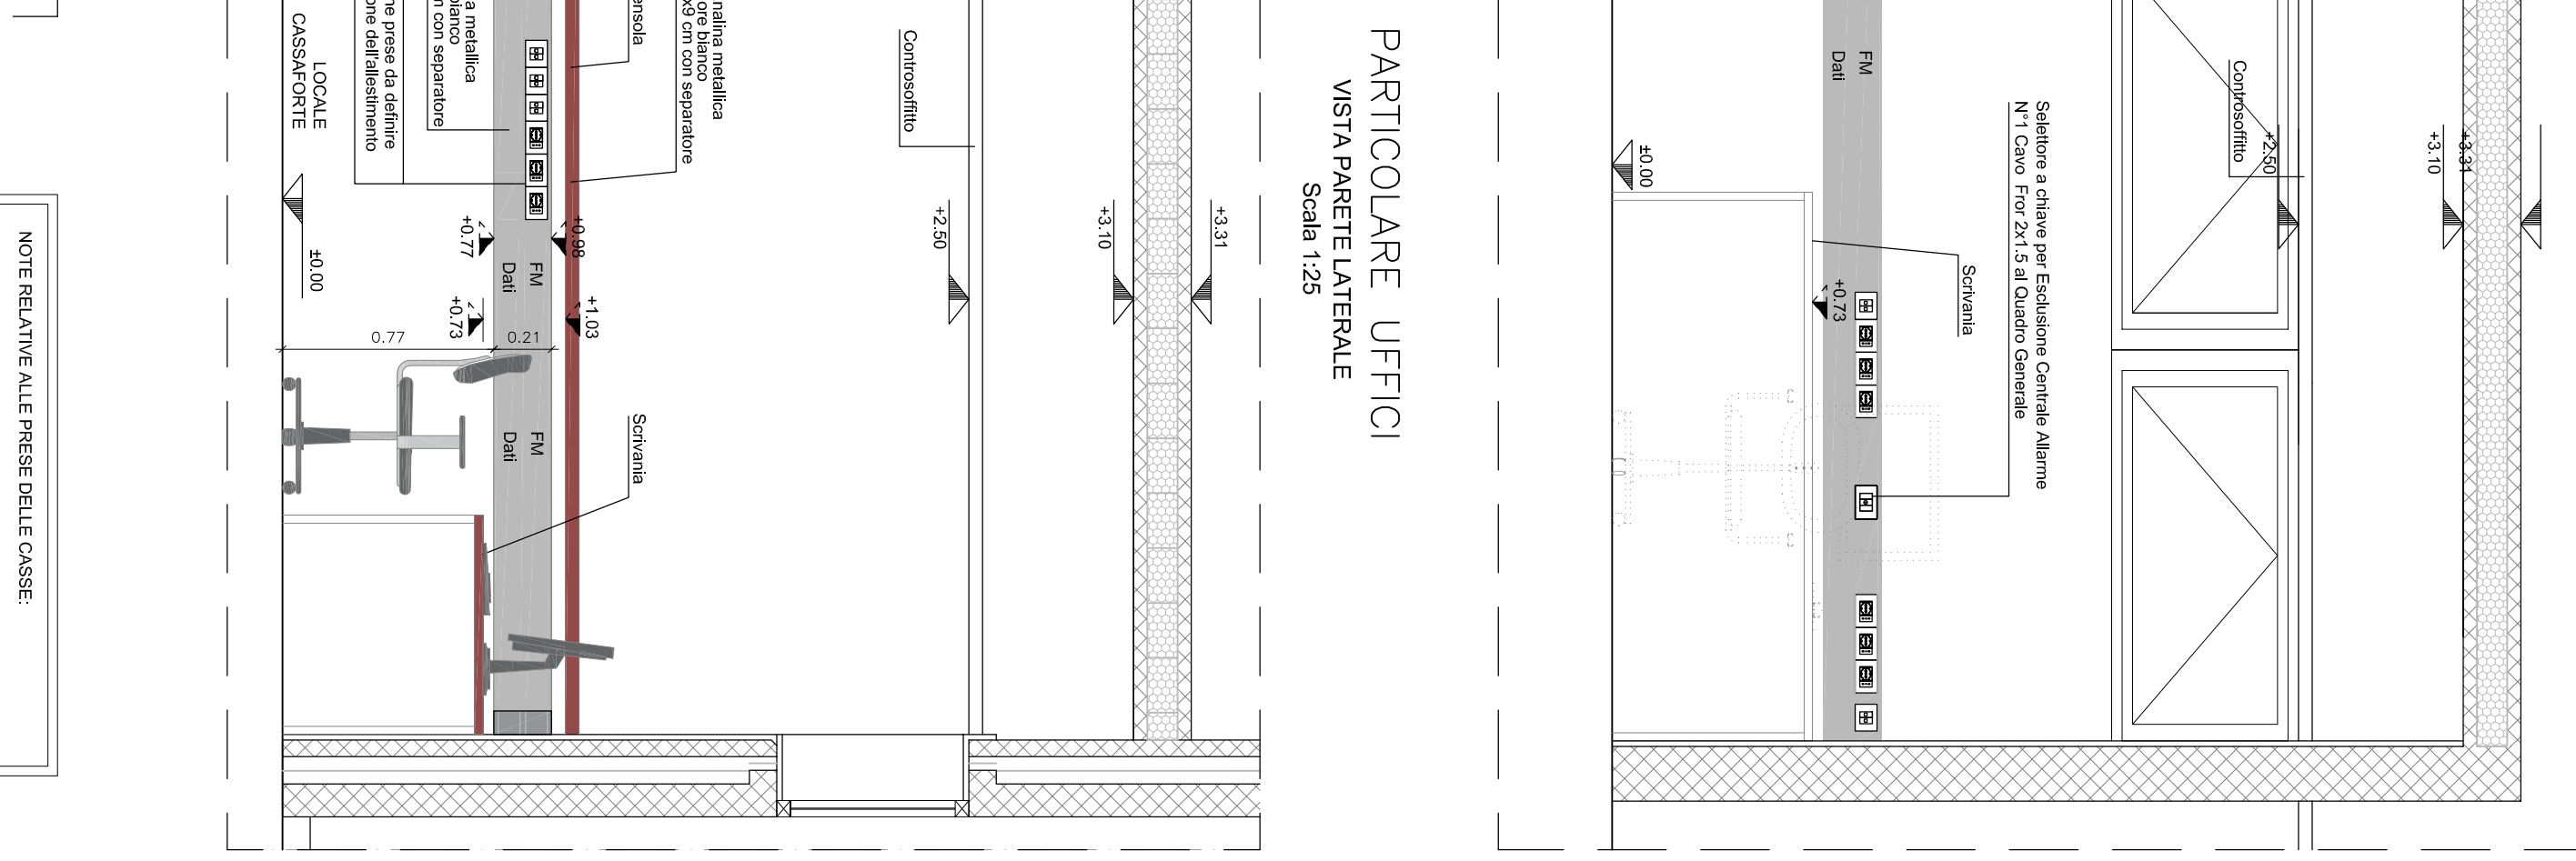 +3.31
+3.10
+2.50
Controsoffitto
Selettore a chiave per Esclusione Centrale Allarme
N°1 Cavo Fror 2x1.5 al Quadro Generale
Scrivania
FM
Dati
+0.73
±0.00
PARTICOLARE UFFICI
VISTA PARETE LATERALE
Scala 1:25
+3.31
+3.10
+2.50
Controsoffitto
nalina metallica
ore bianco
x9 cm con separatore
ensola
Scrivania
+1.03
+0.98
FM
Dati
FM
Dati
0.21
+0.77
+0.73
a metallica
bianco
n con separatore
0.77
ne prese da definire
one dell'allestimento
LOCALE
CASSAFORTE
±0.00
NOTE RELATIVE ALLE PRESE DELLE CASSE: